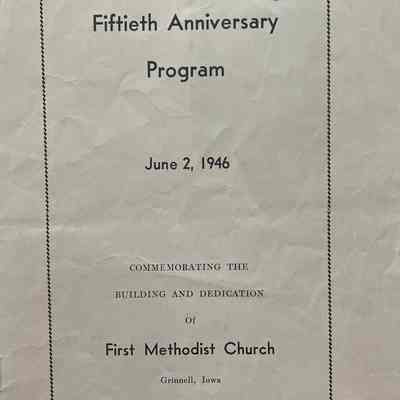 Fiftieth Anniversary
Program
June 2, 1946
COMMEMORATING THE
BUILDING AND DEDICATION
Of
First Methodist Church
Grinnell, Iowa